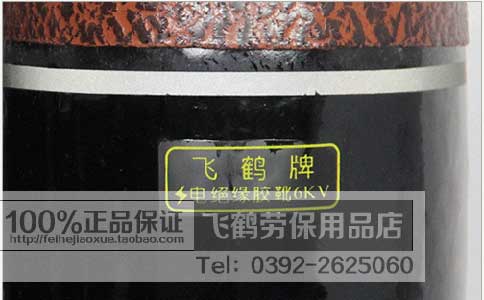 飞鹤牌
电绝缘胶靴6KV
100%正品保证
http://feihejiaoxue.taobao.com
飞鹤劳保用品店
Tel: 0392-2625060